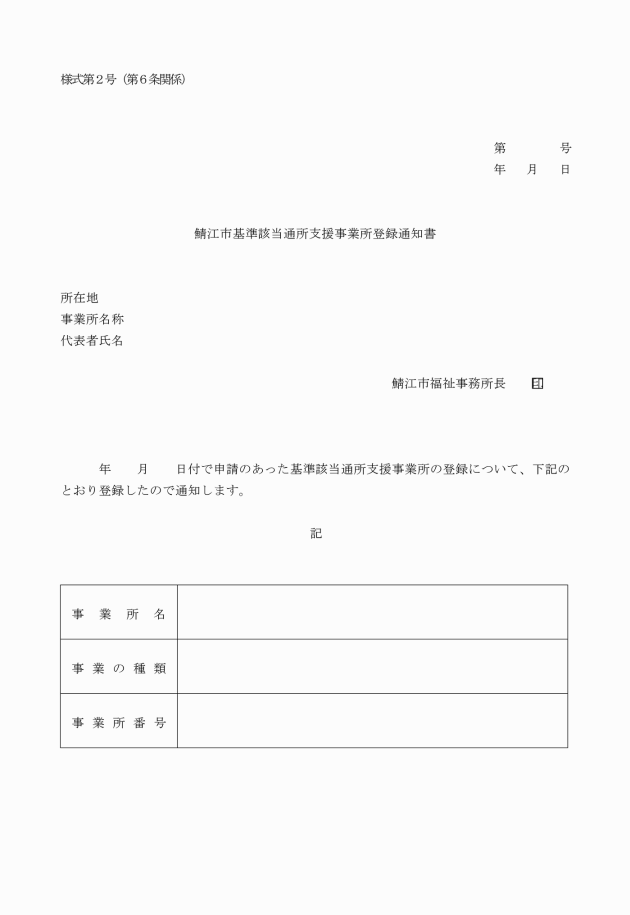 様式第２号（第６条関係）
第　　　　号
年　　月　　日
鯖江市基準該当通所支援事業所登録通知書
所在地
事業所名称
代表者氏名
鯖江市福祉事務所長　　印
年　　月　　日付で申請のあった基準該当通所支援事業所の登録について、下記の
とおり登録したので通知します。
記
事業所名
事業の種類
事業所番号